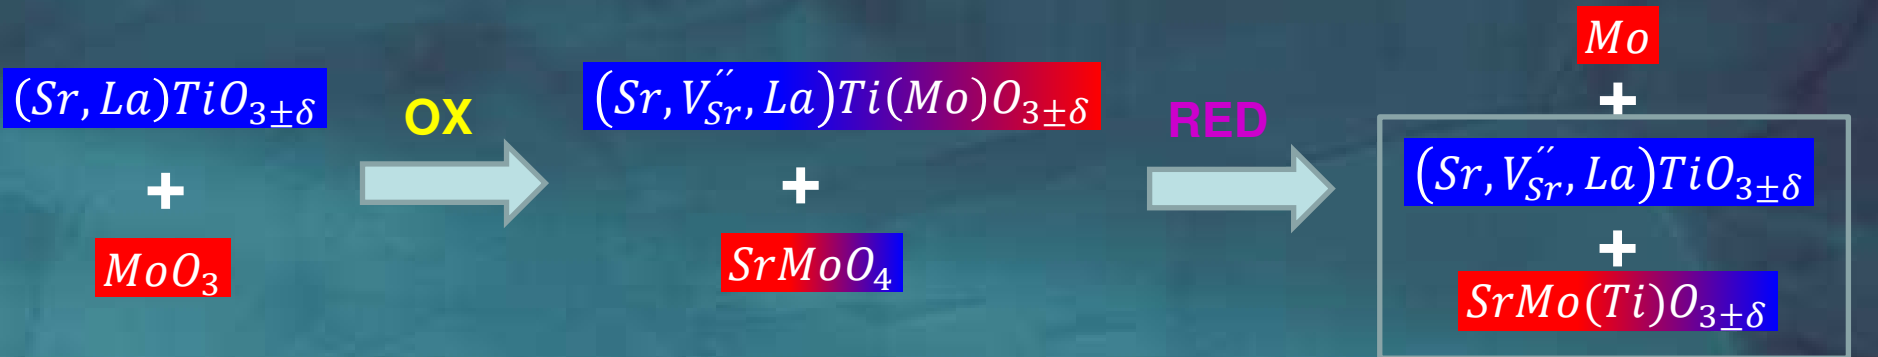 (Sr, La)TiO₃±δ
+
MoO₃
OX
(Sr, V″Sr, La)Ti(Mo)O₃±δ
+
SrMoO₄
RED
Mo
+
(Sr, V″Sr, La)TiO₃±δ
+
SrMo(Ti)O₃±δ